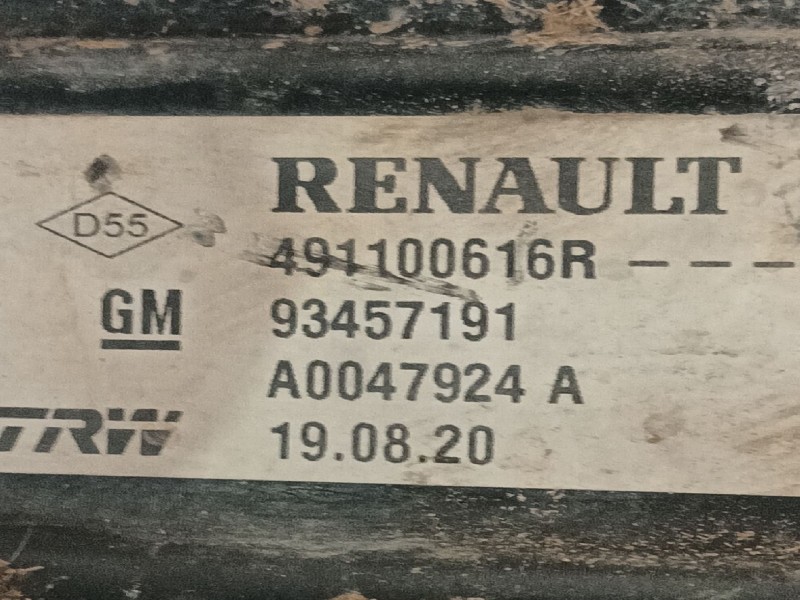 RENAULT
D55
491100616R - - -
GM
93457191
A0047924 A
TRW
19.08.20